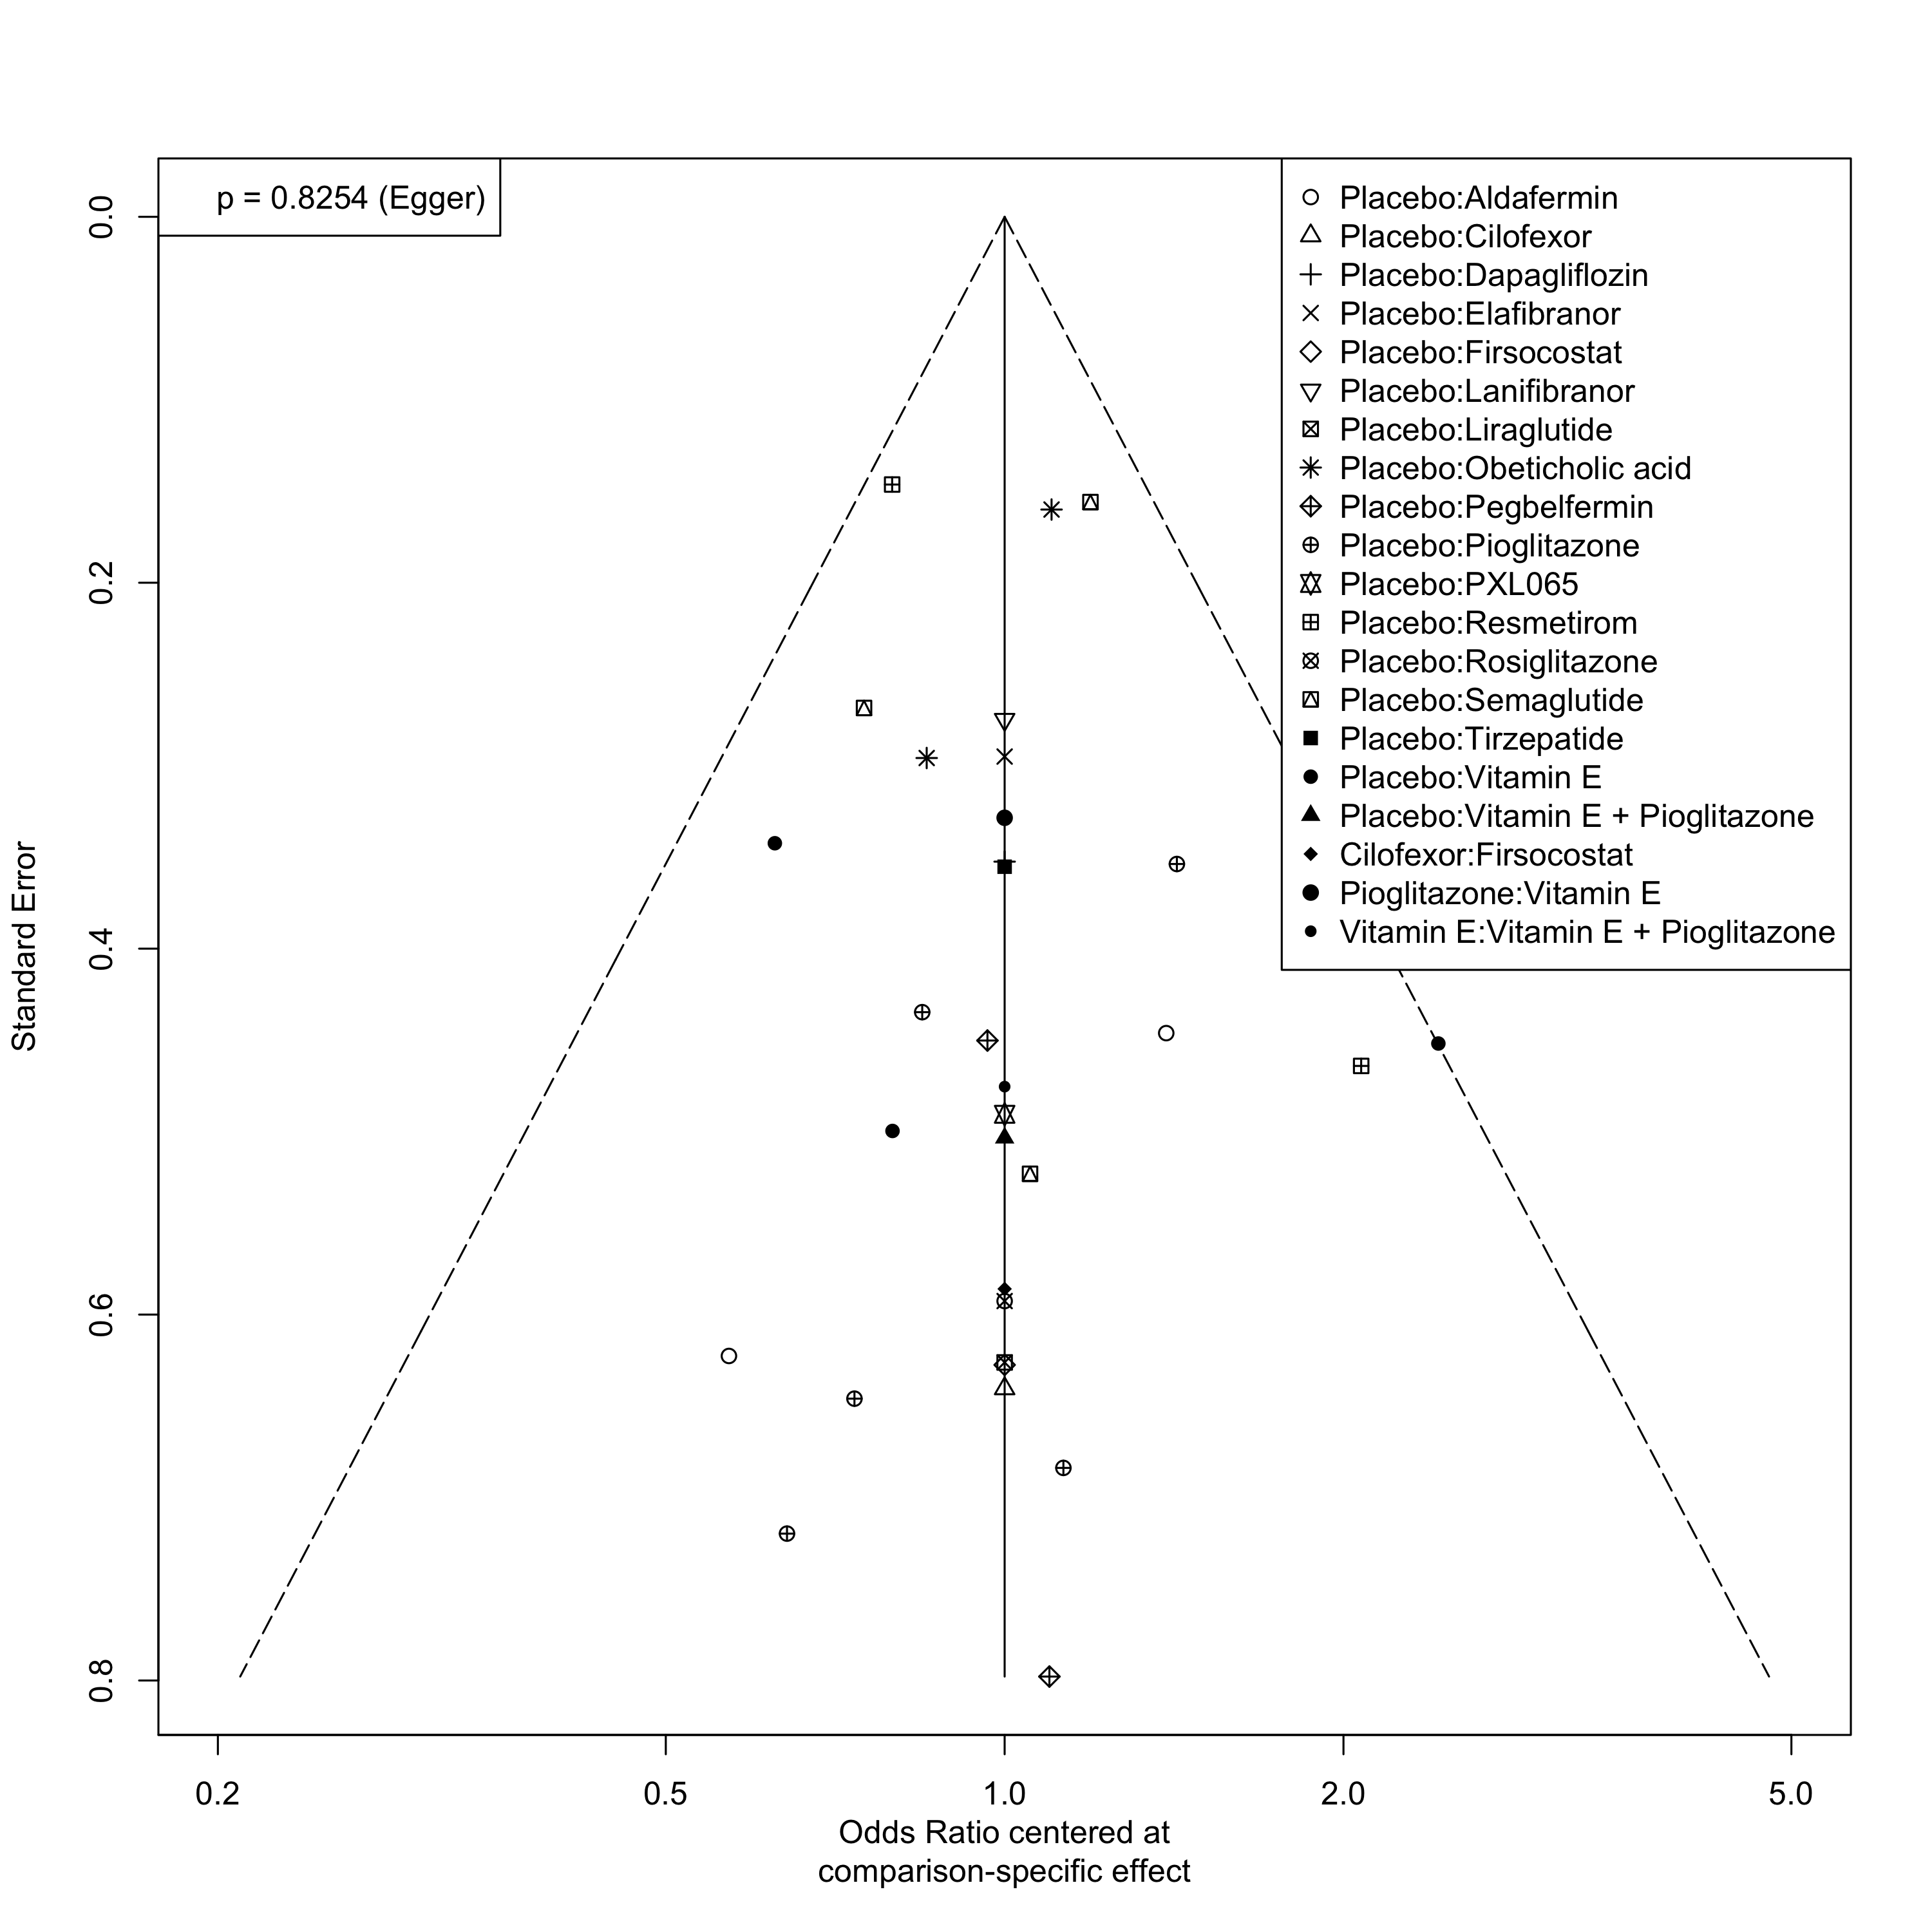 p = 0.8254 (Egger)
Placebo:Aldafermin
Placebo:Cilofexor
Placebo:Dapagliflozin
Placebo:Elafibranor
Placebo:Firsocostat
Placebo:Lanifibranor
Placebo:Liraglutide
Placebo:Obeticholic acid
Placebo:Pegbelfermin
Placebo:Pioglitazone
Placebo:PXL065
Placebo:Resmetirom
Placebo:Rosiglitazone
Placebo:Semaglutide
Placebo:Tirzepatide
Placebo:Vitamin E
Placebo:Vitamin E + Pioglitazone
Cilofexor:Firsocostat
Pioglitazone:Vitamin E
Vitamin E:Vitamin E + Pioglitazone
Standard Error
0.0
0.2
0.4
0.6
0.8
0.2
0.5
1.0
2.0
5.0
Odds Ratio centered at
comparison-specific effect